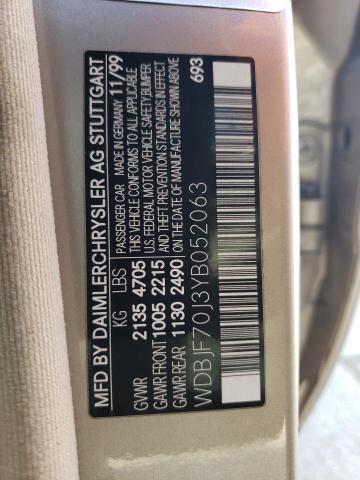 MFD BY DAIMLERCHRYSLER AG STUTTGART
PASSENGER CAR MADE IN GERMANY 11/99
KG LBS THIS VEHICLE CONFORMS TO ALL APPLICABLE
GVWR 2135 4705 U.S. FEDERAL MOTOR VEHICLE SAFETY, BUMPER
GAWR FRONT 1005 2215 AND THEFT PREVENTION STANDARDS IN EFFECT
GAWR REAR 1130 2490 ON THE DATE OF MANUFACTURE SHOWN ABOVE
WDBJF70J3YB052063 693